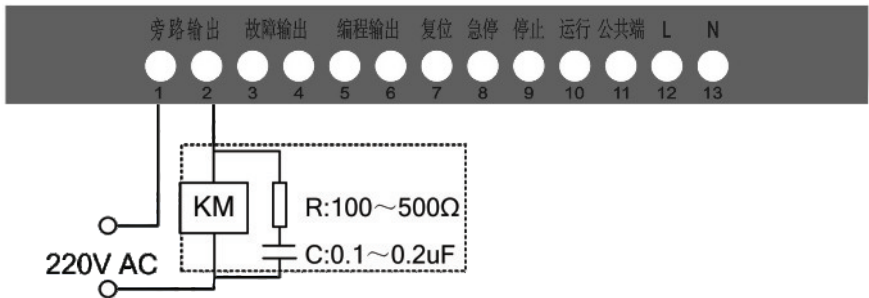 旁路输出 故障输出 编程输出 复位 急停 停止 运行 公共端 L N
1 2 3 4 5 6 7 8 9 10 11 12 13
KM R:100～500Ω
220V AC C:0.1～0.2uF